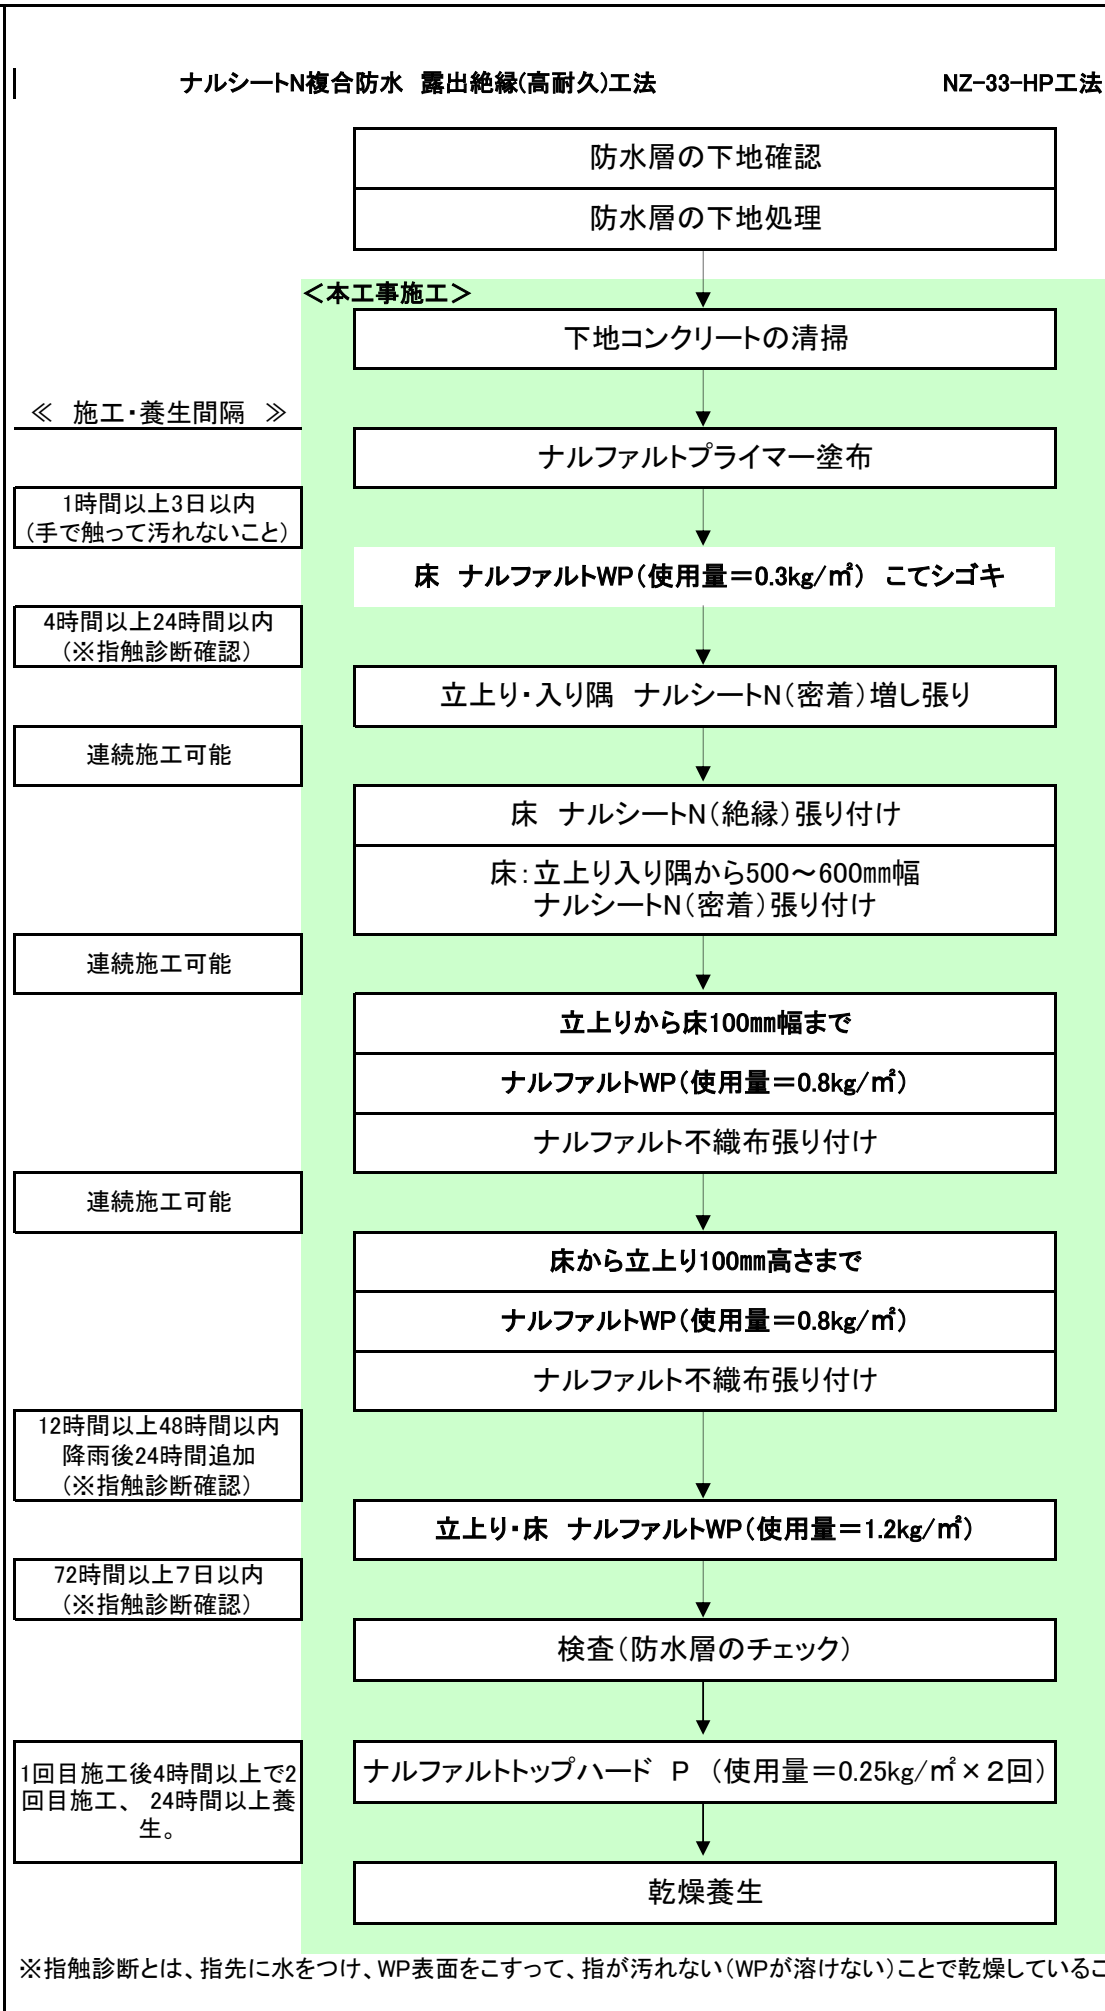 ナルシートN複合防水　露出絶縁(高耐久)工法　NZ-33-HP工法
防水層の下地確認
防水層の下地処理
＜本工事施工＞
下地コンクリートの清掃
≪　施工・養生間隔　≫
ナルファルトプライマー塗布
1時間以上3日以内
(手で触って汚れないこと)
床　ナルファルトWP(使用量＝0.3kg/㎡)　こてシゴキ
4時間以上24時間以内
(※指触診断確認)
立上り・入り隅　ナルシートN(密着)増し張り
連続施工可能
床　ナルシートN(絶縁)張り付け
床：立上り入り隅から500～600㎜幅
ナルシートN(密着)張り付け
連続施工可能
立上りから床100㎜幅まで
ナルファルトWP(使用量＝0.8kg/㎡)
ナルファルト不織布張り付け
連続施工可能
床から立上り100㎜高さまで
ナルファルトWP(使用量＝0.8kg/㎡)
ナルファルト不織布張り付け
12時間以上48時間以内
降雨後24時間追加
(※指触診断確認)
立上り・床　ナルファルトWP(使用量＝1.2kg/㎡)
72時間以上７日以内
(※指触診断確認)
検査(防水層のチェック)
ナルファルトトップハード　P　(使用量＝0.25kg/㎡×２回)
1回目施工後4時間以上で2
回目施工、 24時間以上養
生。
乾燥養生
※指触診断とは、指先に水をつけ、WP表面をこすって、指が汚れない(WPが溶けない)ことで乾燥しているこ